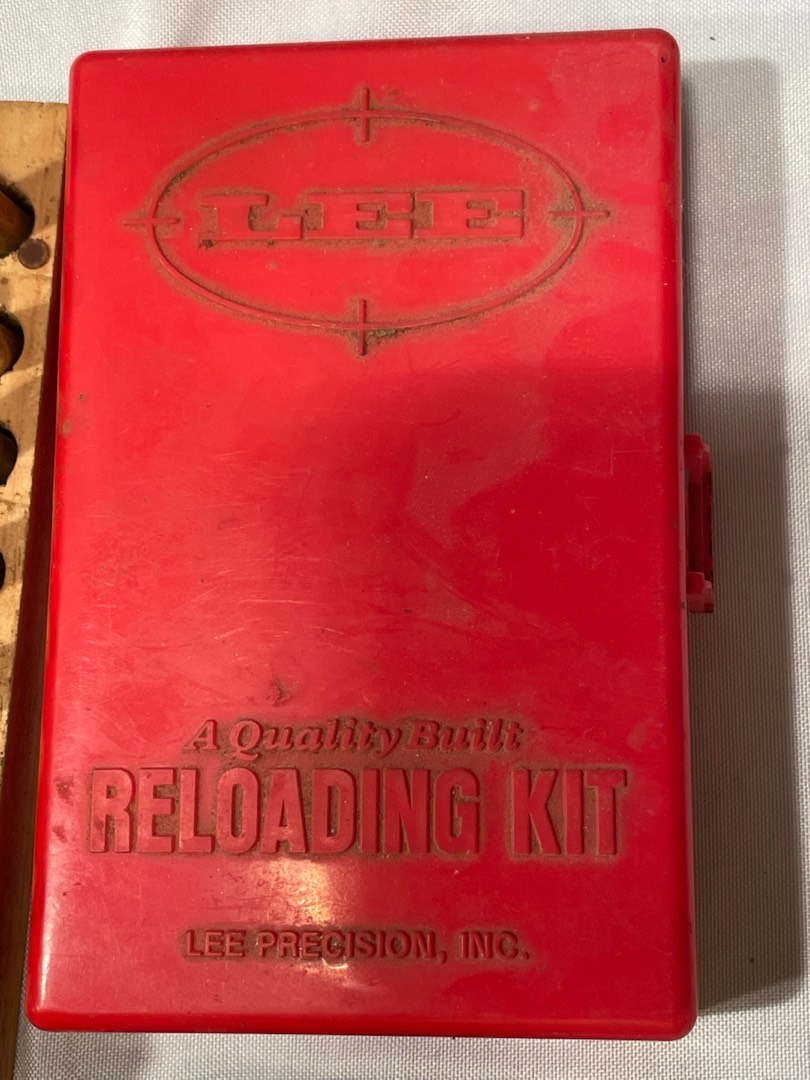 LEE
A Quality Built
RELOADING KIT
LEE PRECISION, INC.